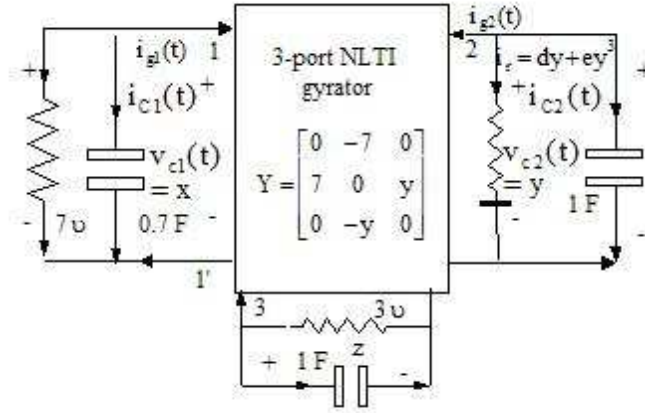 i_g1(t)
1
i_C1(t)
+
+
v_c1(t)
= x
-
-
7 ʊ
0.7 F
1'
3-port NLTI
gyrator
Y = [0 -7 0
7 0 y
0 -y 0]
i_g2(t)
2
i_r = dy+ey^3
+
i_C2(t)
+
v_c2(t)
= y
-
1 F
-
3
3 ʊ
z
+
1 F
-